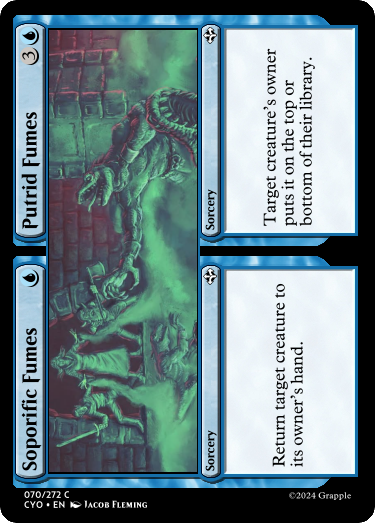 Soporific Fumes
Sorcery
Return target creature to
its owner's hand.
Putrid Fumes 3
Sorcery
Target creature's owner
puts it on the top or
bottom of their library.
070/272 C
CYO • EN Jacob Fleming
©2024 Grapple